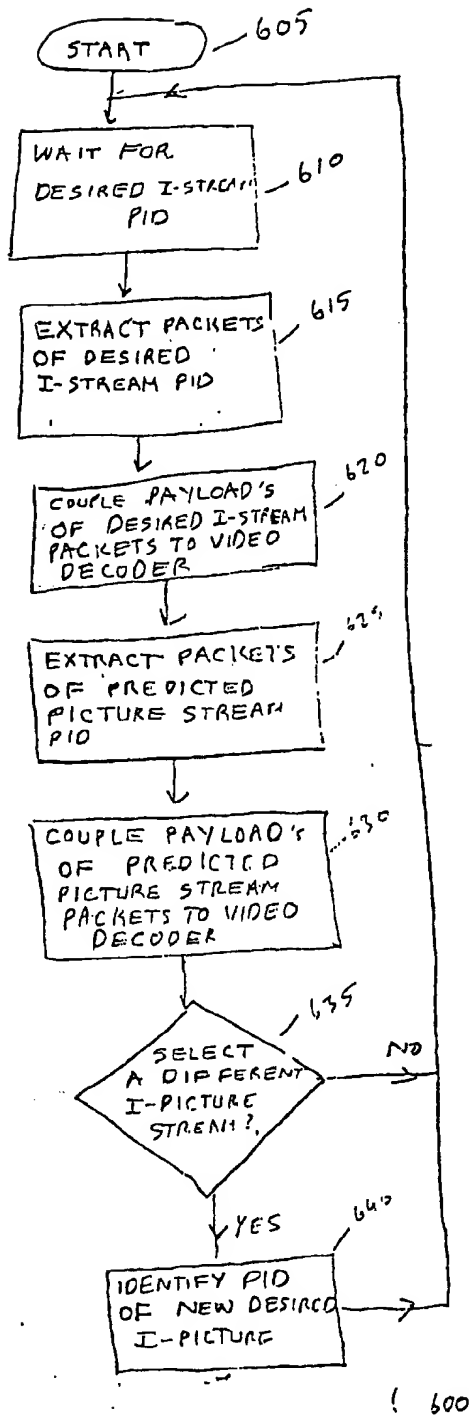 START
605
WAIT FOR
DESIRED I-STREAM
PID
610
EXTRACT PACKETS
OF DESIRED
I-STREAM PID
615
COUPLE PAYLOAD'S
OF DESIRED I-STREAM
PACKETS TO VIDEO
DECODER
620
EXTRACT PACKETS
OF PREDICTED
PICTURE STREAM
PID
625
COUPLE PAYLOAD's
OF PREDICTED
PICTURE STREAM
PACKETS TO VIDEO
DECODER
630
SELECT
A DIFFERENT
I-PICTURE
STREAM?
635
NO
YES
IDENTIFY PID
OF NEW DESIRED
I-PICTURE
640
600